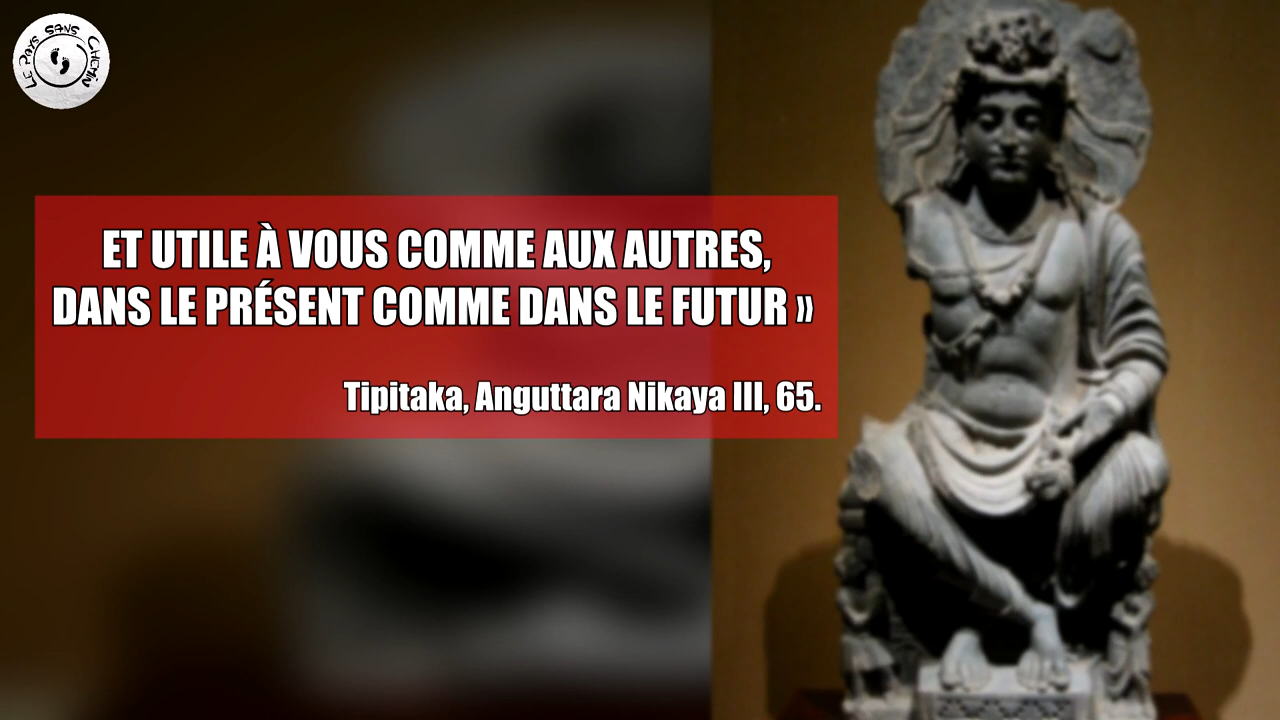 LE PAYS SANS CHEMIN
ET UTILE À VOUS COMME AUX AUTRES,
DANS LE PRÉSENT COMME DANS LE FUTUR »
Tipitaka, Anguttara Nikaya III, 65.